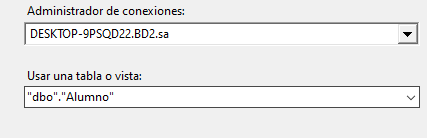 Administrador de conexiones:
DESKTOP-9PSQD22.BD2.sa
Usar una tabla o vista:
"dbo"."Alumno"